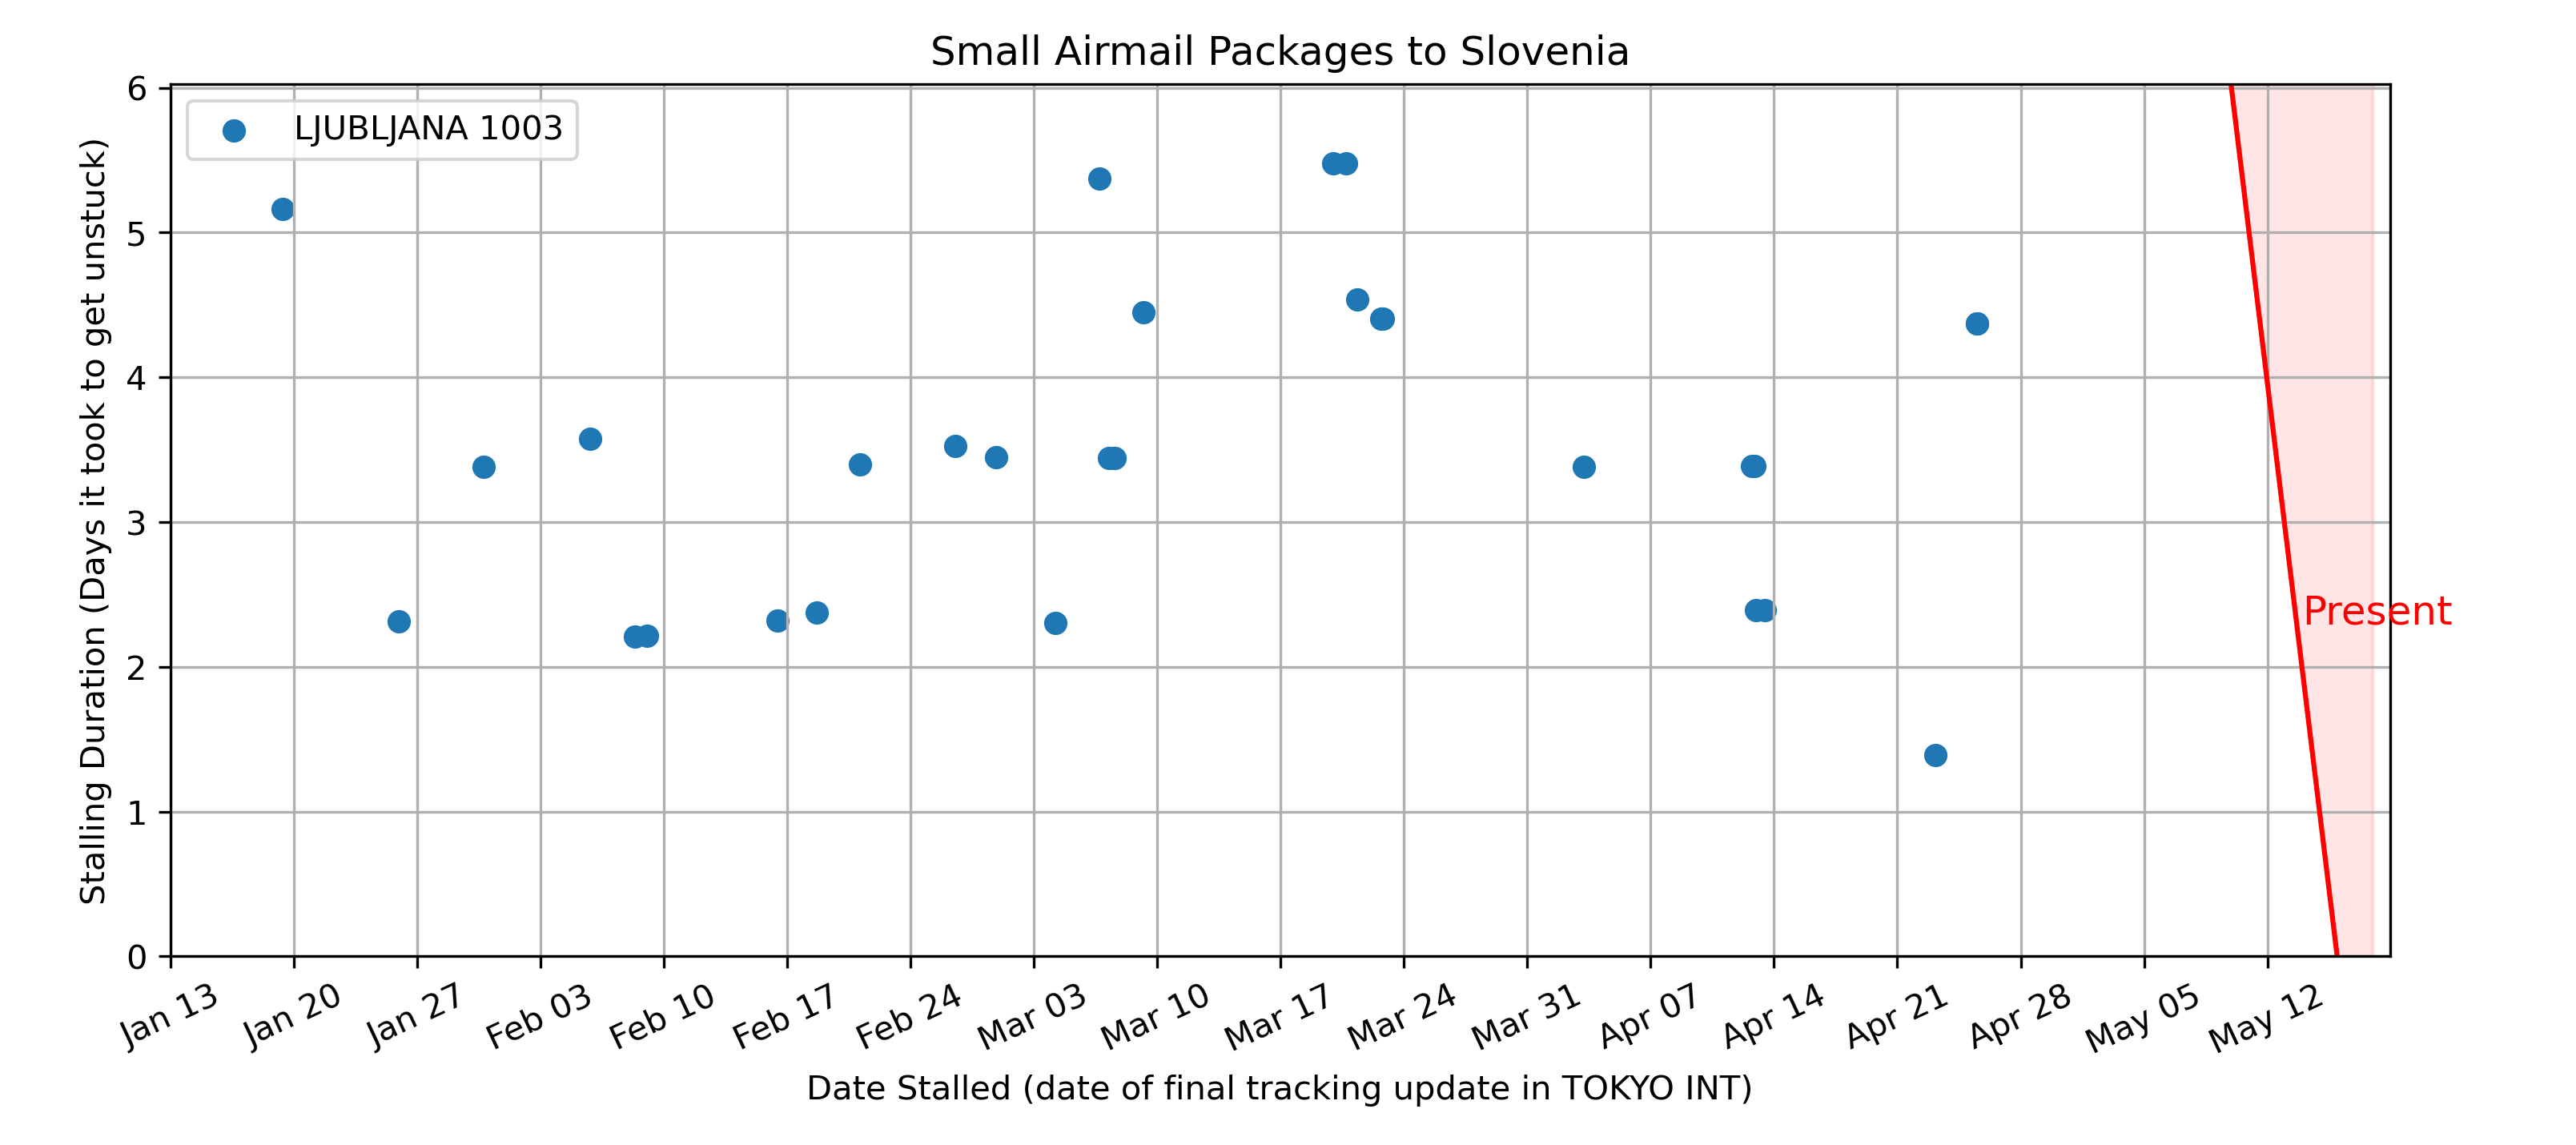 Small Airmail Packages to Slovenia
LJUBLJANA 1003
Stalling Duration (Days it took to get unstuck)
6
5
4
3
2
1
0
Present
Jan 13
Jan 20
Jan 27
Feb 03
Feb 10
Feb 17
Feb 24
Mar 03
Mar 10
Mar 17
Mar 24
Mar 31
Apr 07
Apr 14
Apr 21
Apr 28
May 05
May 12
Date Stalled (date of final tracking update in TOKYO INT)